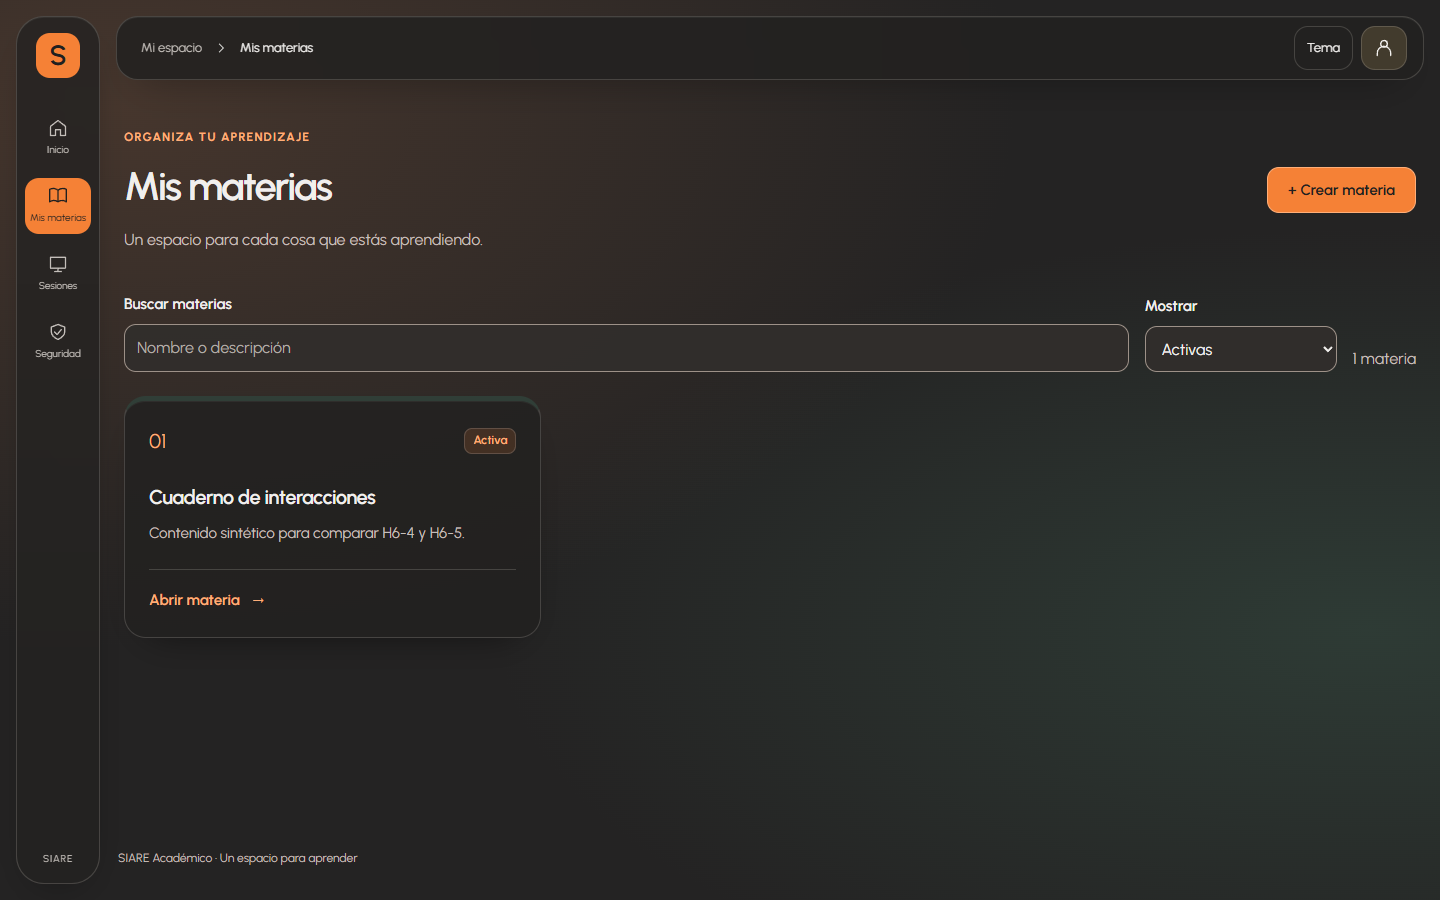 S
Inicio
Mis materias
Sesiones
Seguridad
SIARE
Mi espacio > Mis materias
Tema
ORGANIZA TU APRENDIZAJE
Mis materias
+ Crear materia
Un espacio para cada cosa que estás aprendiendo.
Buscar materias
Nombre o descripción
Mostrar
Activas
1 materia
01
Activa
Cuaderno de interacciones
Contenido sintético para comparar H6-4 y H6-5.
Abrir materia →
SIARE Académico · Un espacio para aprender